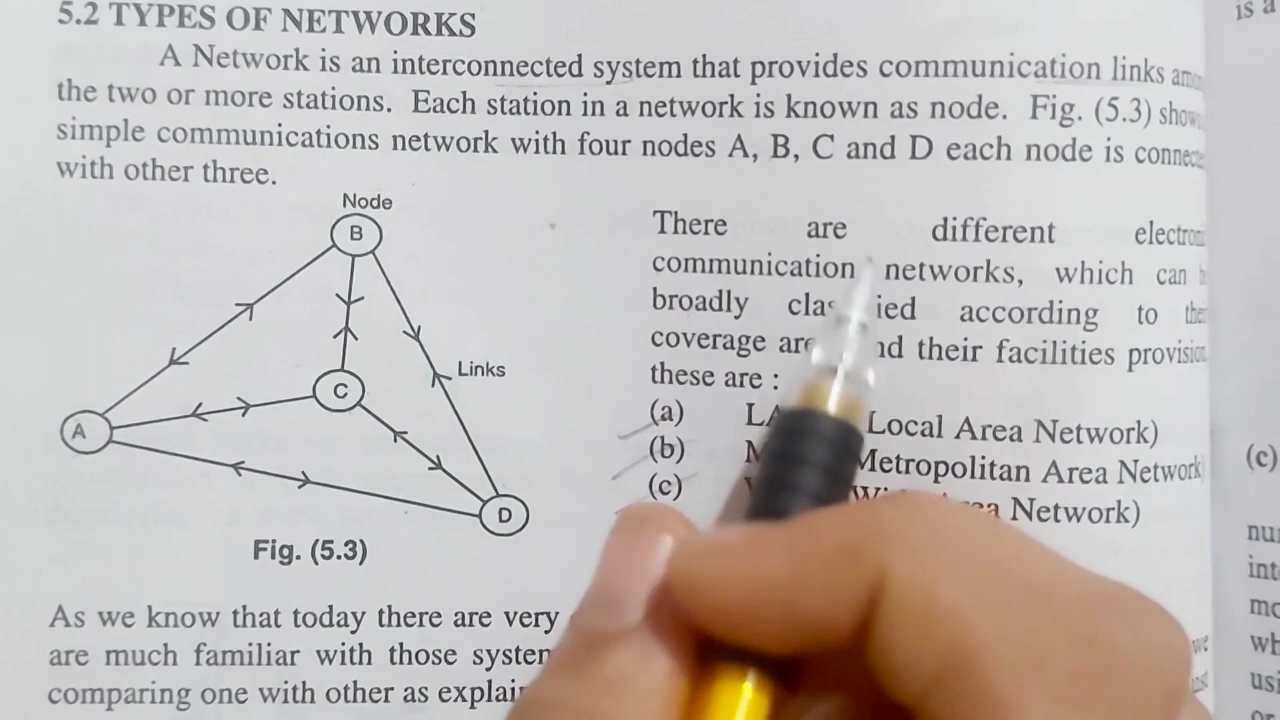 is a
5.2 TYPES OF NETWORKS
A Network is an interconnected system that provides communication links
the two or more stations. Each station in a network is known as node. Fig. (5.3)
simple communications network with four nodes A, B, C and D each node is
with other three.
Node
B
Links
C
A
D
Fig. (5.3)
There are different
communication networks, which can
broadly according to
coverage their facilities
these are :
(a) Local Area Network)
(b) Metropolitan Area Network
(c) Network)
As we know that today there are very
are much familiar with those
comparing one with other as
(c)